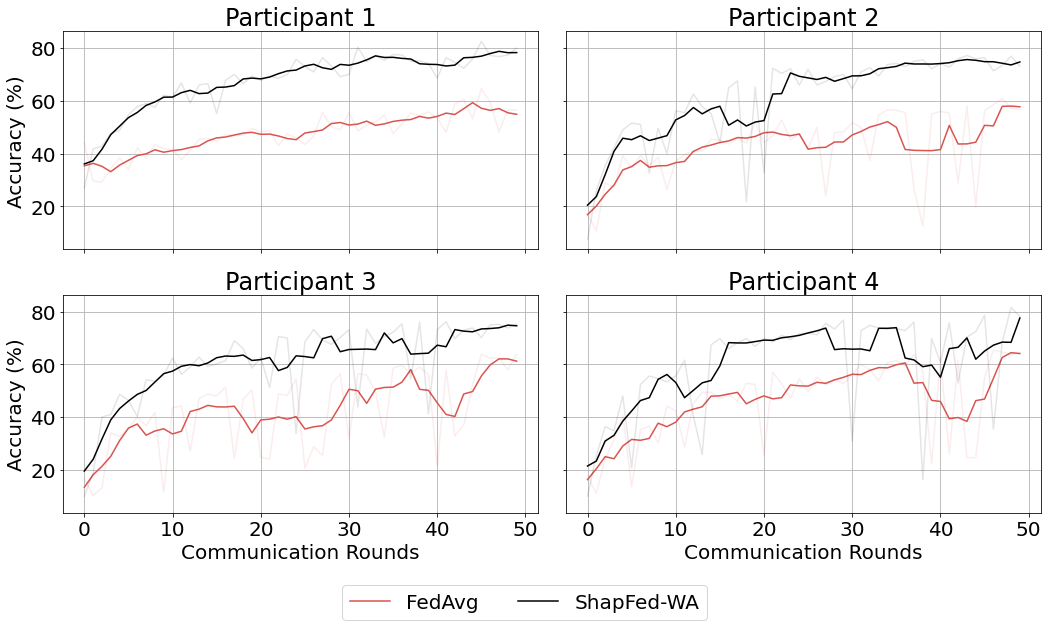 Participant 1
Participant 2
Accuracy (%)
80
60
40
20
Participant 3
Participant 4
Accuracy (%)
80
60
40
20
0 10 20 30 40 50
0 10 20 30 40 50
Communication Rounds
Communication Rounds
FedAvg
ShapFed-WA